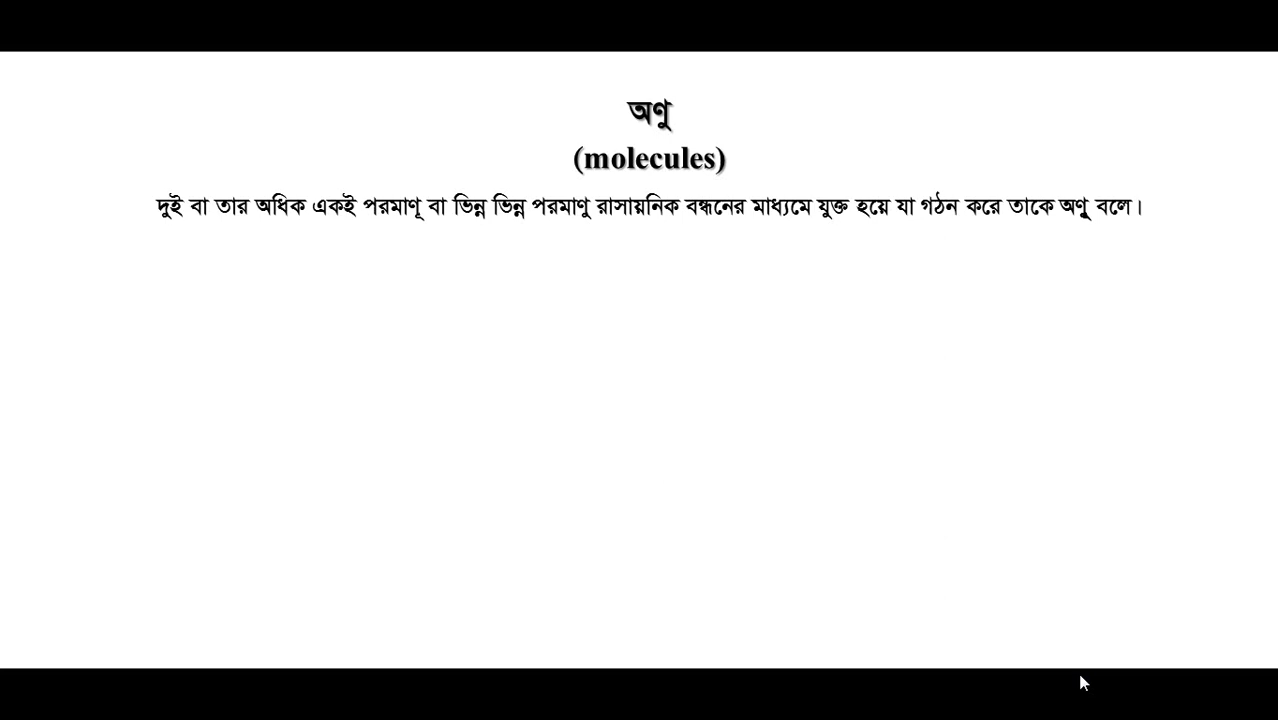 অণু
(molecules)
দুই বা তার অধিক একই পরমাণূ বা ভিন্ন ভিন্ন পরমাণু রাসায়নিক বন্ধনের মাধ্যমে যুক্ত হয়ে যা গঠন করে তাকে অণু বলে।